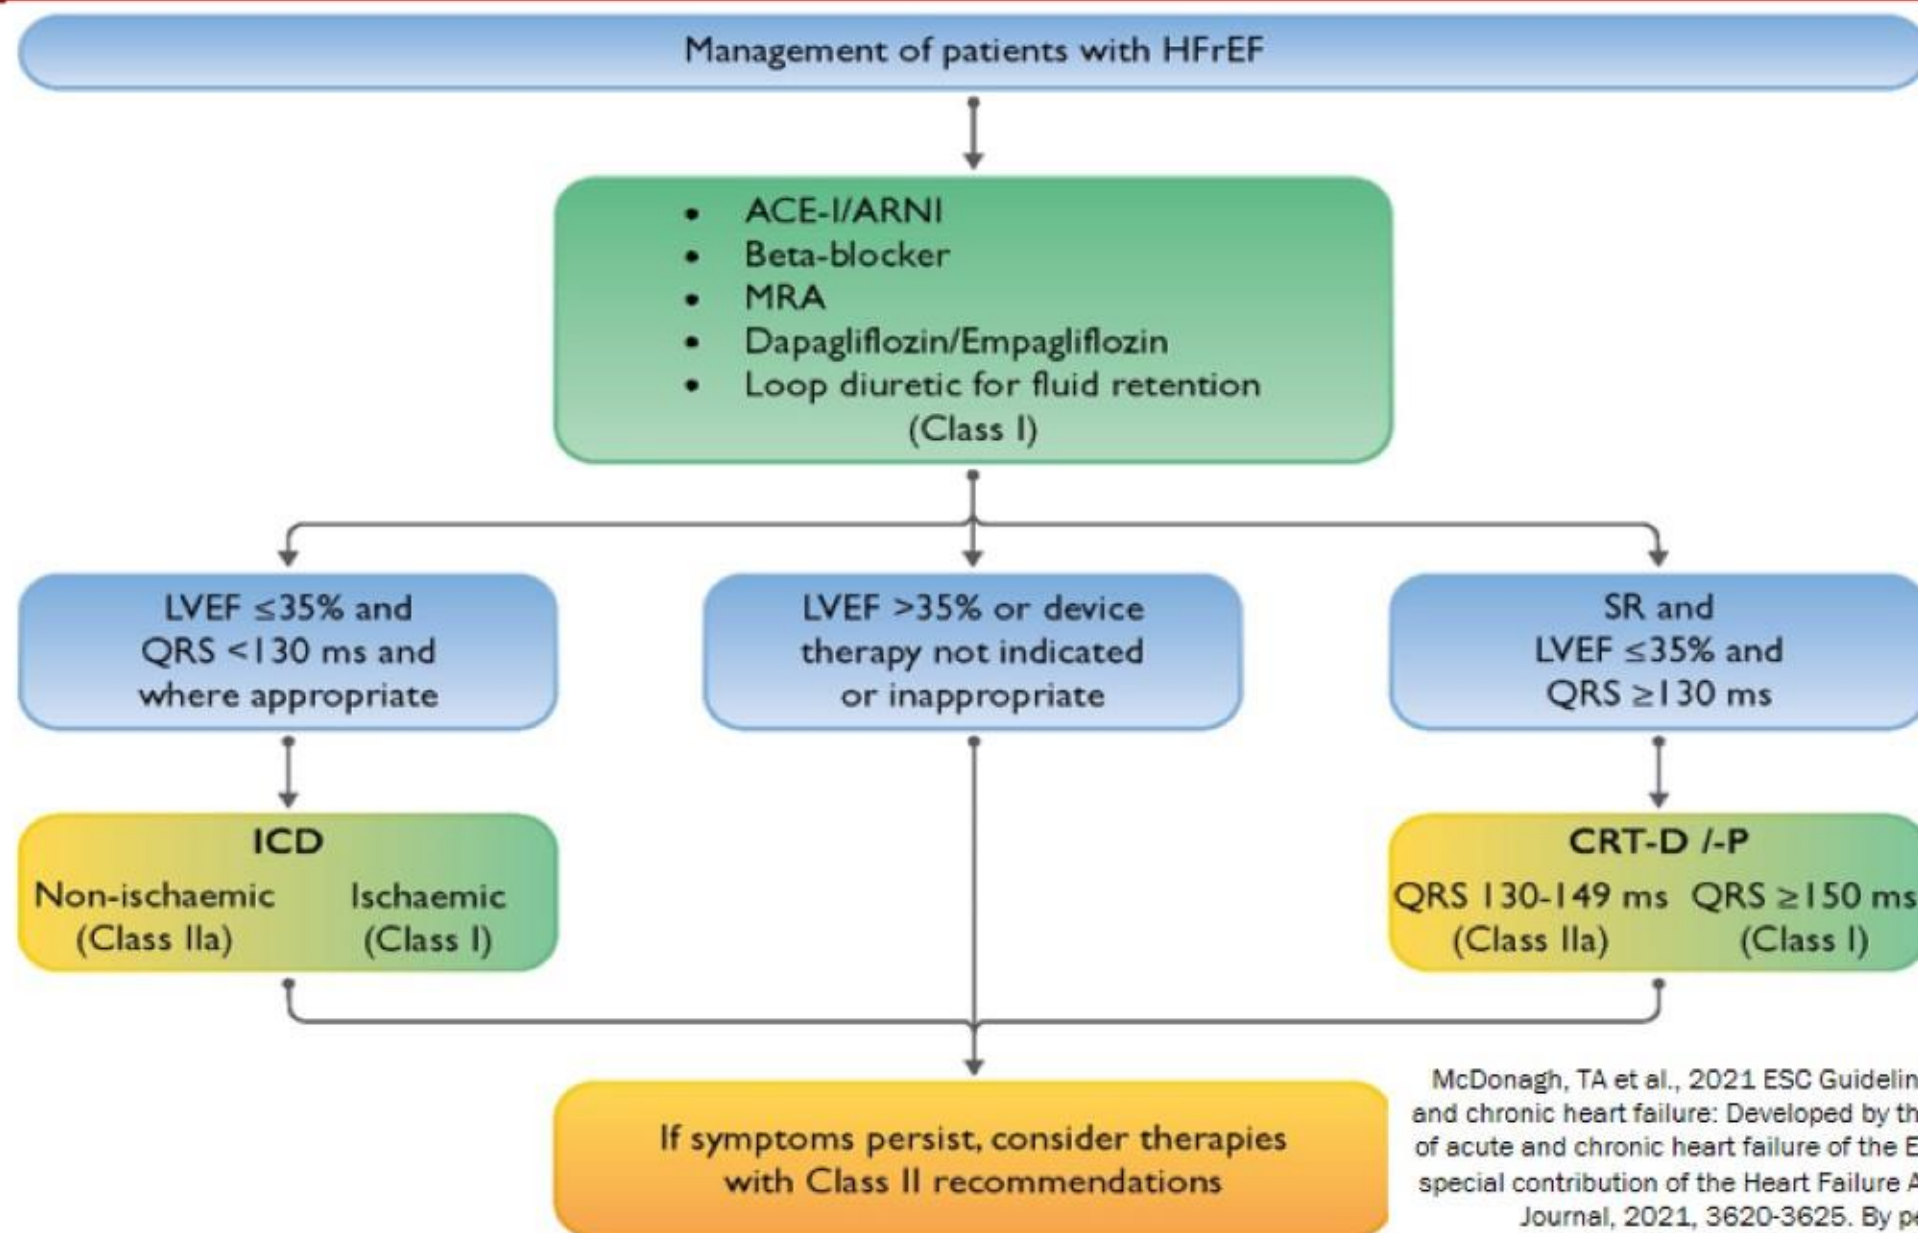 Management of patients with HFrEF
• ACE-I/ARNI
• Beta-blocker
• MRA
• Dapagliflozin/Empagliflozin
• Loop diuretic for fluid retention
(Class I)
LVEF ≤35% and
QRS <130 ms and
where appropriate
LVEF >35% or device
therapy not indicated
or inappropriate
SR and
LVEF ≤35% and
QRS ≥130 ms
ICD
Non-ischaemic Ischaemic
(Class IIa) (Class I)
CRT-D /-P
QRS 130-149 ms QRS ≥150 ms
(Class IIa) (Class I)
If symptoms persist, consider therapies
with Class II recommendations
McDonagh, TA et al., 2021 ESC Guidelin
and chronic heart failure: Developed by th
of acute and chronic heart failure of the E
special contribution of the Heart Failure A
Journal, 2021, 3620-3625. By pe